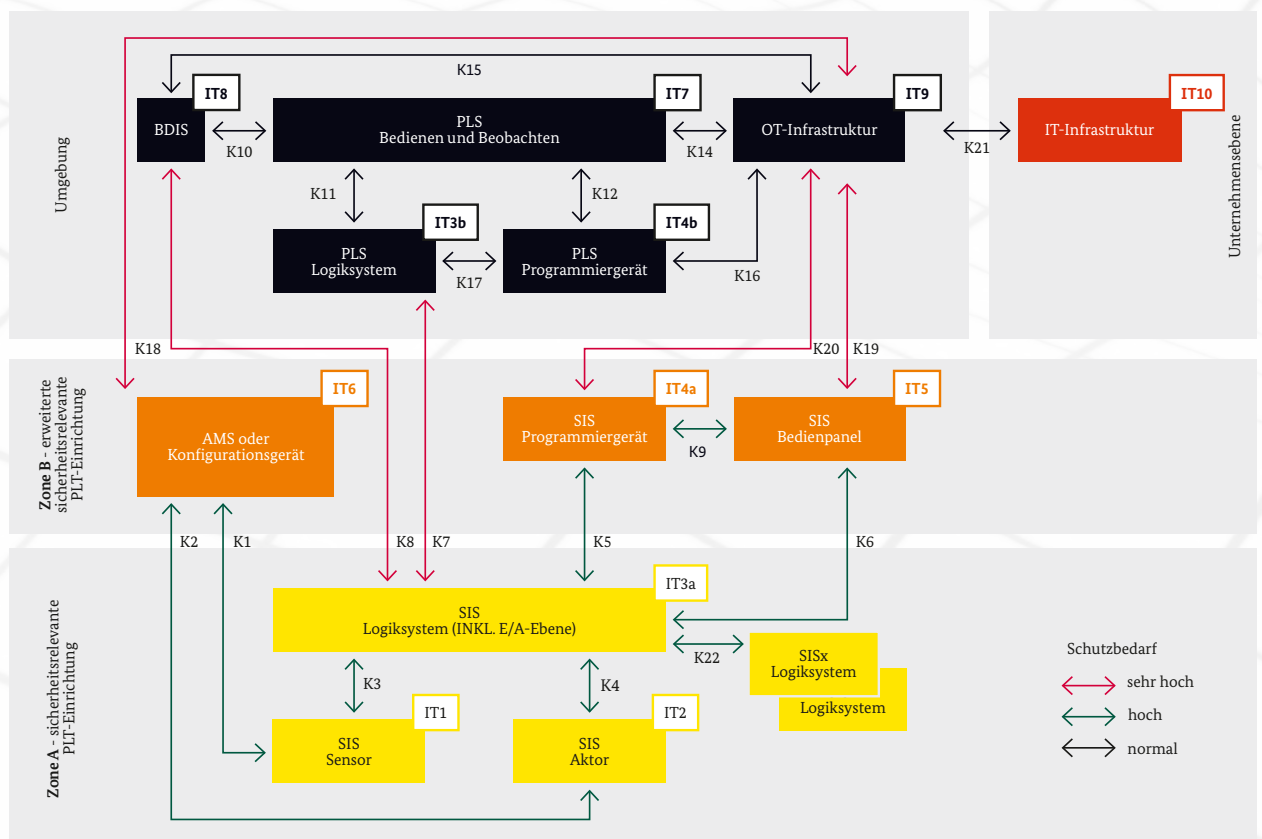 K15
IT8
IT7
IT9
IT10
BDIS
PLS
Bedienen und Beobachten
OT-Infrastruktur
IT-Infrastruktur
K10
K14
K21
Umgebung
Unternehmensebene
K11
K12
IT3b
IT4b
PLS
Logiksystem
PLS
Programmiergerät
K17
K16
K18
K20
K19
Zone B - erweiterte
sicherheitsrelevante
PLT-Einrichtung
IT6
IT4a
IT5
AMS oder
Konfigurationsgerät
SIS
Programmiergerät
SIS
Bedienpanel
K9
K2
K1
K8
K7
K5
K6
Zone A - sicherheitsrelevante
PLT-Einrichtung
IT3a
SIS
Logiksystem (INKL. E/A-Ebene)
K22
SISx
Logiksystem
Logiksystem
K3
K4
IT1
IT2
SIS
Sensor
SIS
Aktor
Schutzbedarf
sehr hoch
hoch
normal